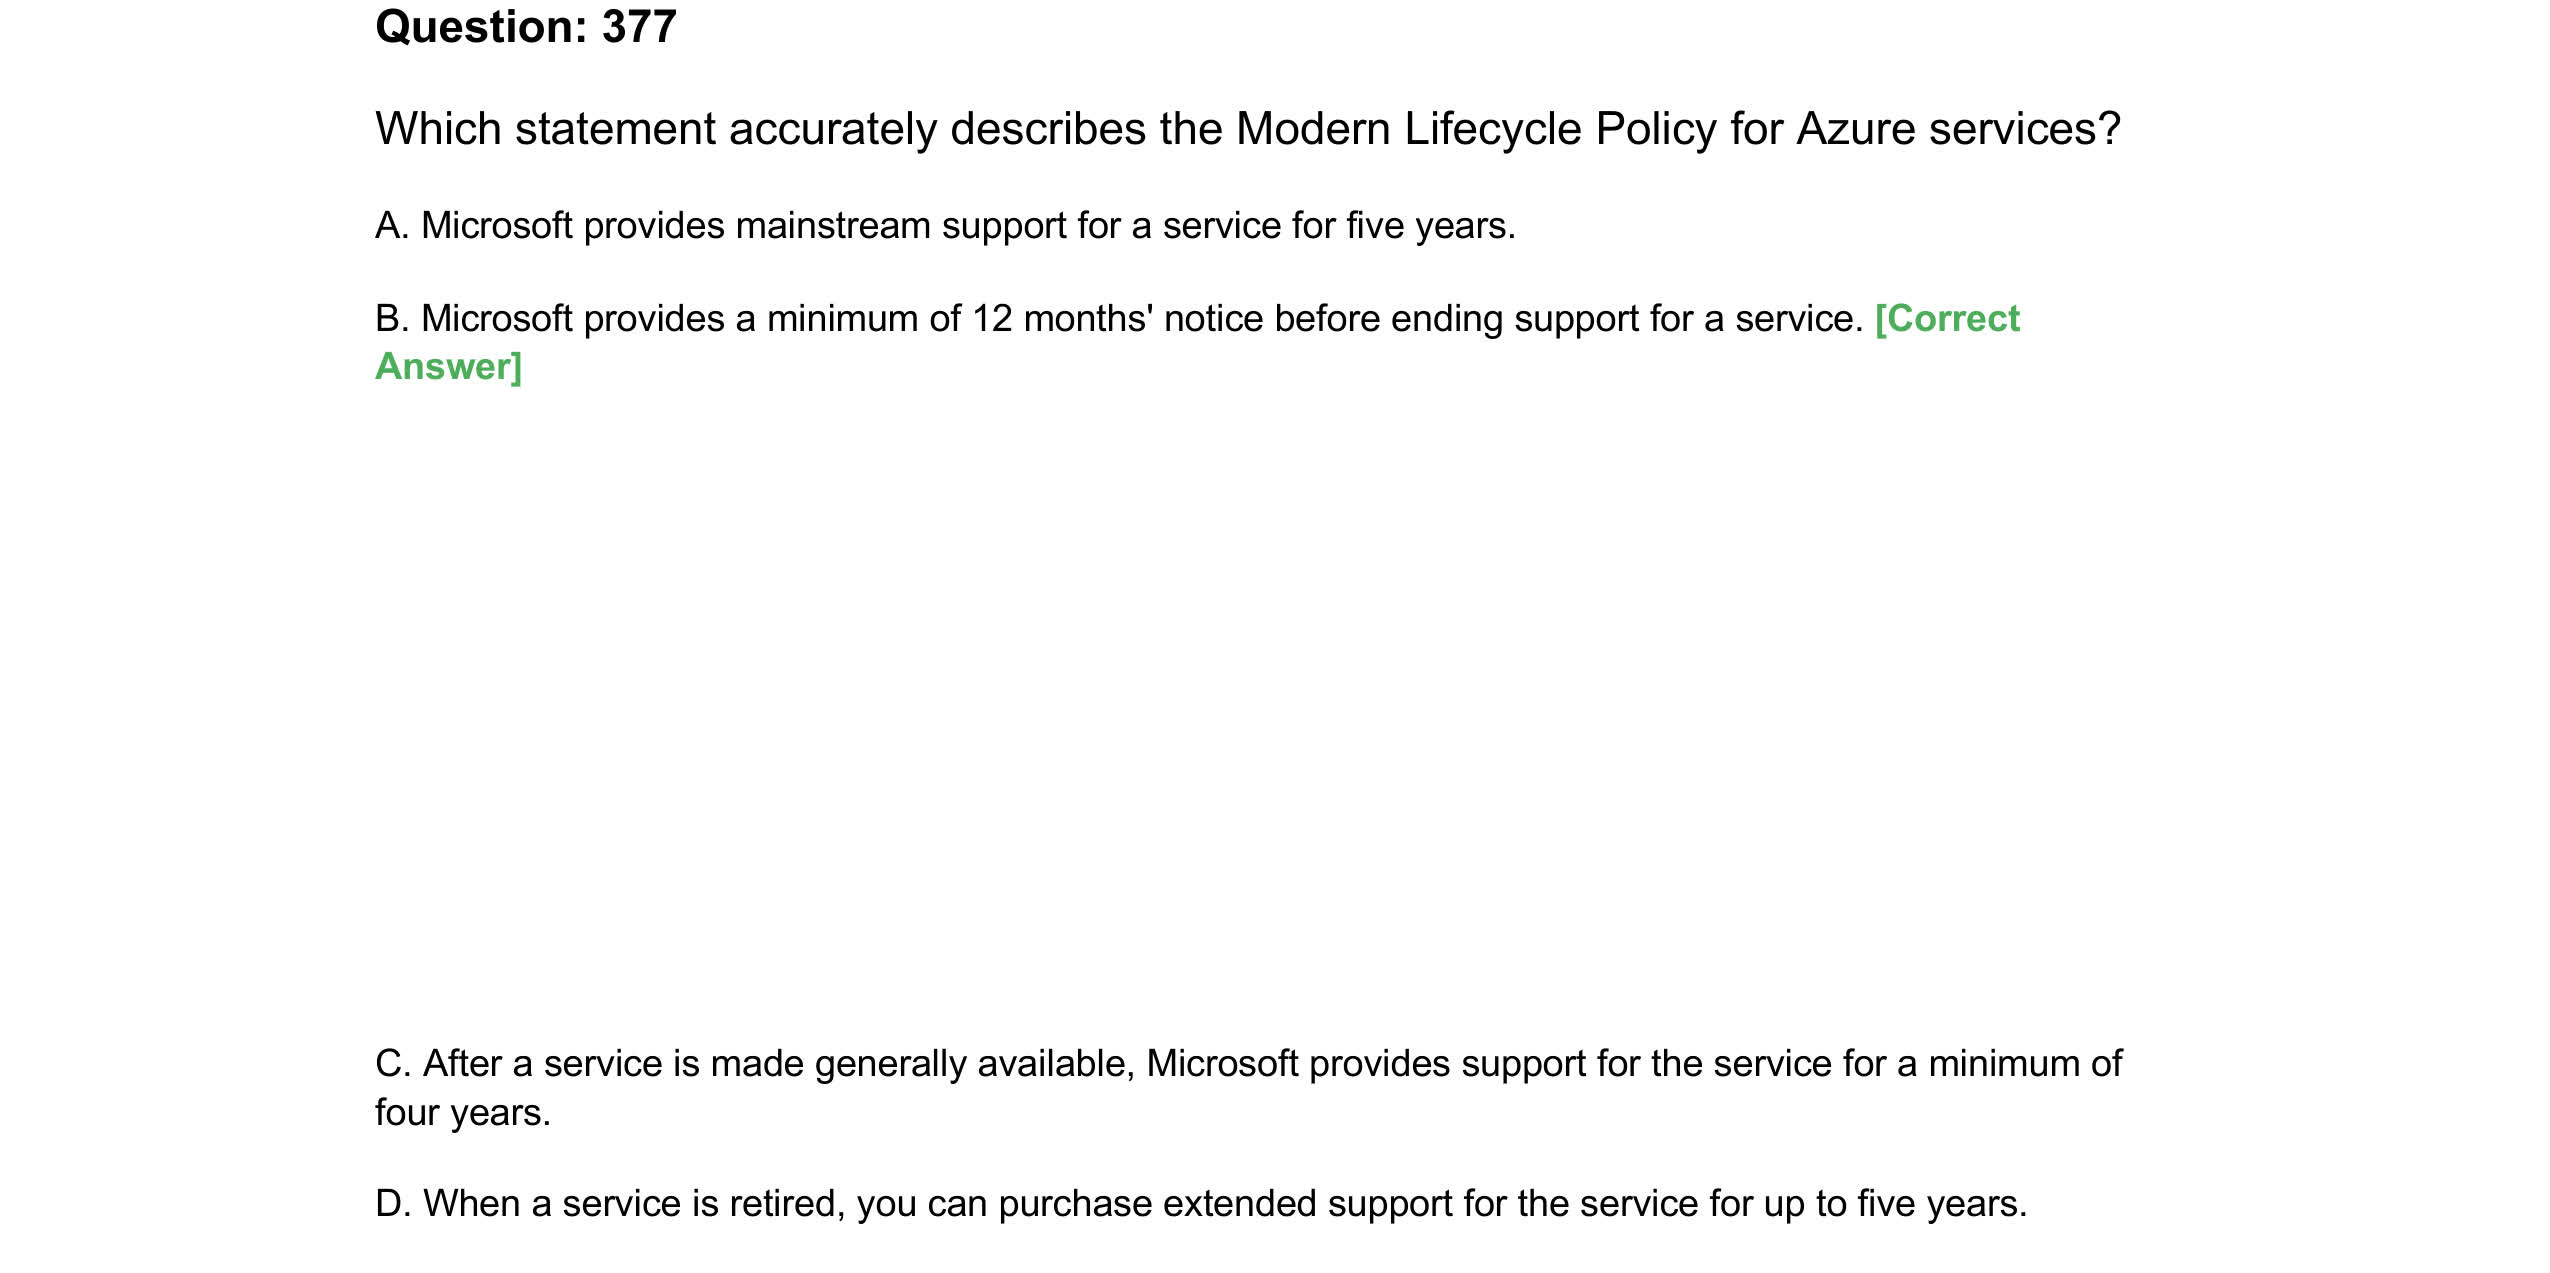 Question: 377
Which statement accurately describes the Modern Lifecycle Policy for Azure services?
A. Microsoft provides mainstream support for a service for five years.
B. Microsoft provides a minimum of 12 months' notice before ending support for a service. [Correct
Answer]
C. After a service is made generally available, Microsoft provides support for the service for a minimum of
four years.
D. When a service is retired, you can purchase extended support for the service for up to five years.